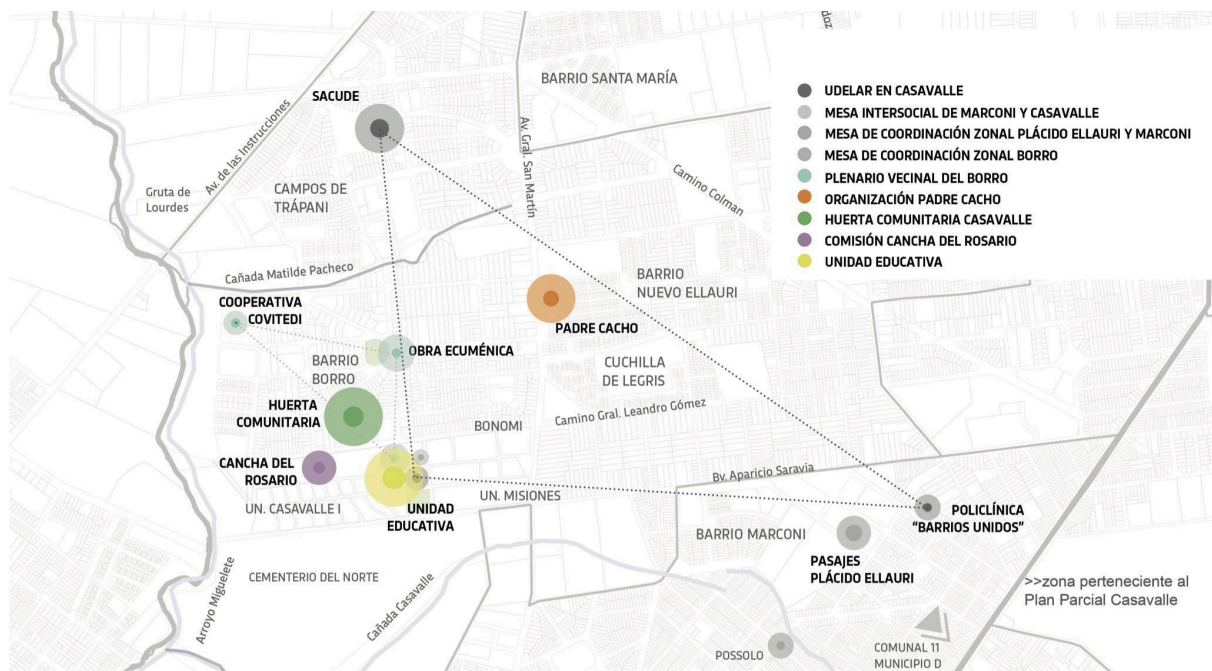 BARRIO SANTA MARÍA
SACUDE
Av. de las Instrucciones
Av. Gral. San Martín
Camino Colman
Gruta de
Lourdes
CAMPOS DE
TRÁPANI
Cañada Matilde Pacheco
UDELAR EN CASAVALLE
MESA INTERSOCIAL DE MARCONI Y CASAVALLE
MESA DE COORDINACIÓN ZONAL PLÁCIDO ELLAURI Y MARCONI
MESA DE COORDINACIÓN ZONAL BORRO
PLENARIO VECINAL DEL BORRO
ORGANIZACIÓN PADRE CACHO
HUERTA COMUNITARIA CASAVALLE
COMISIÓN CANCHA DEL ROSARIO
UNIDAD EDUCATIVA
BARRIO
NUEVO ELLAURI
COOPERATIVA
COVITEDI
PADRE CACHO
OBRA ECUMÉNICA
BARRIO
BORRO
CUCHILLA
DE LEGRIS
HUERTA
COMUNITARIA
BONOMI
Camino Gral. Leandro Gómez
CANCHA DEL
ROSARIO
Bv. Aparicio Saravia
UN. CASAVALLE I
UNIDAD
EDUCATIVA
UN. MISIONES
BARRIO MARCONI
POLICLÍNICA
"BARRIOS UNIDOS"
PASAJES
PLÁCIDO ELLAURI
CEMENTERIO DEL NORTE
Arroyo Miguelete
Cañada Casavalle
>>zona perteneciente al
Plan Parcial Casavalle
POSSOLO
COMUNAL 11
MUNICIPIO D